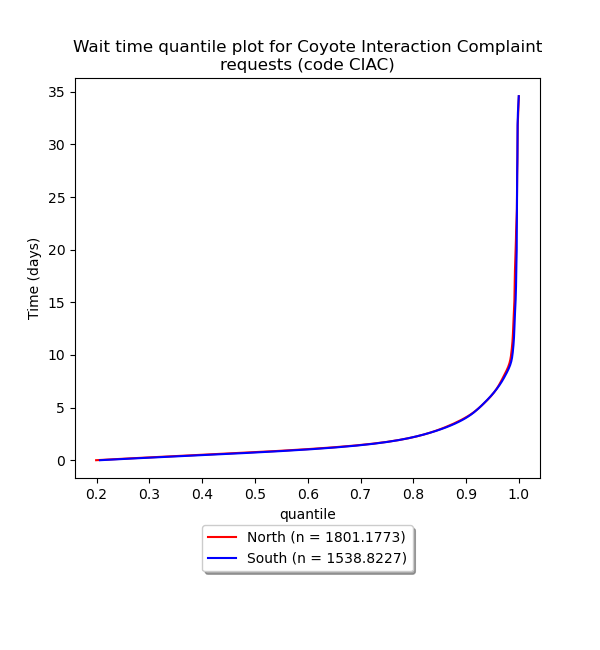 Wait time quantile plot for Coyote Interaction Complaint
requests (code CIAC)
35
30
25
20
15
10
5
0
Time (days)
0.2 0.3 0.4 0.5 0.6 0.7 0.8 0.9 1.0
quantile
North (n = 1801.1773)
South (n = 1538.8227)